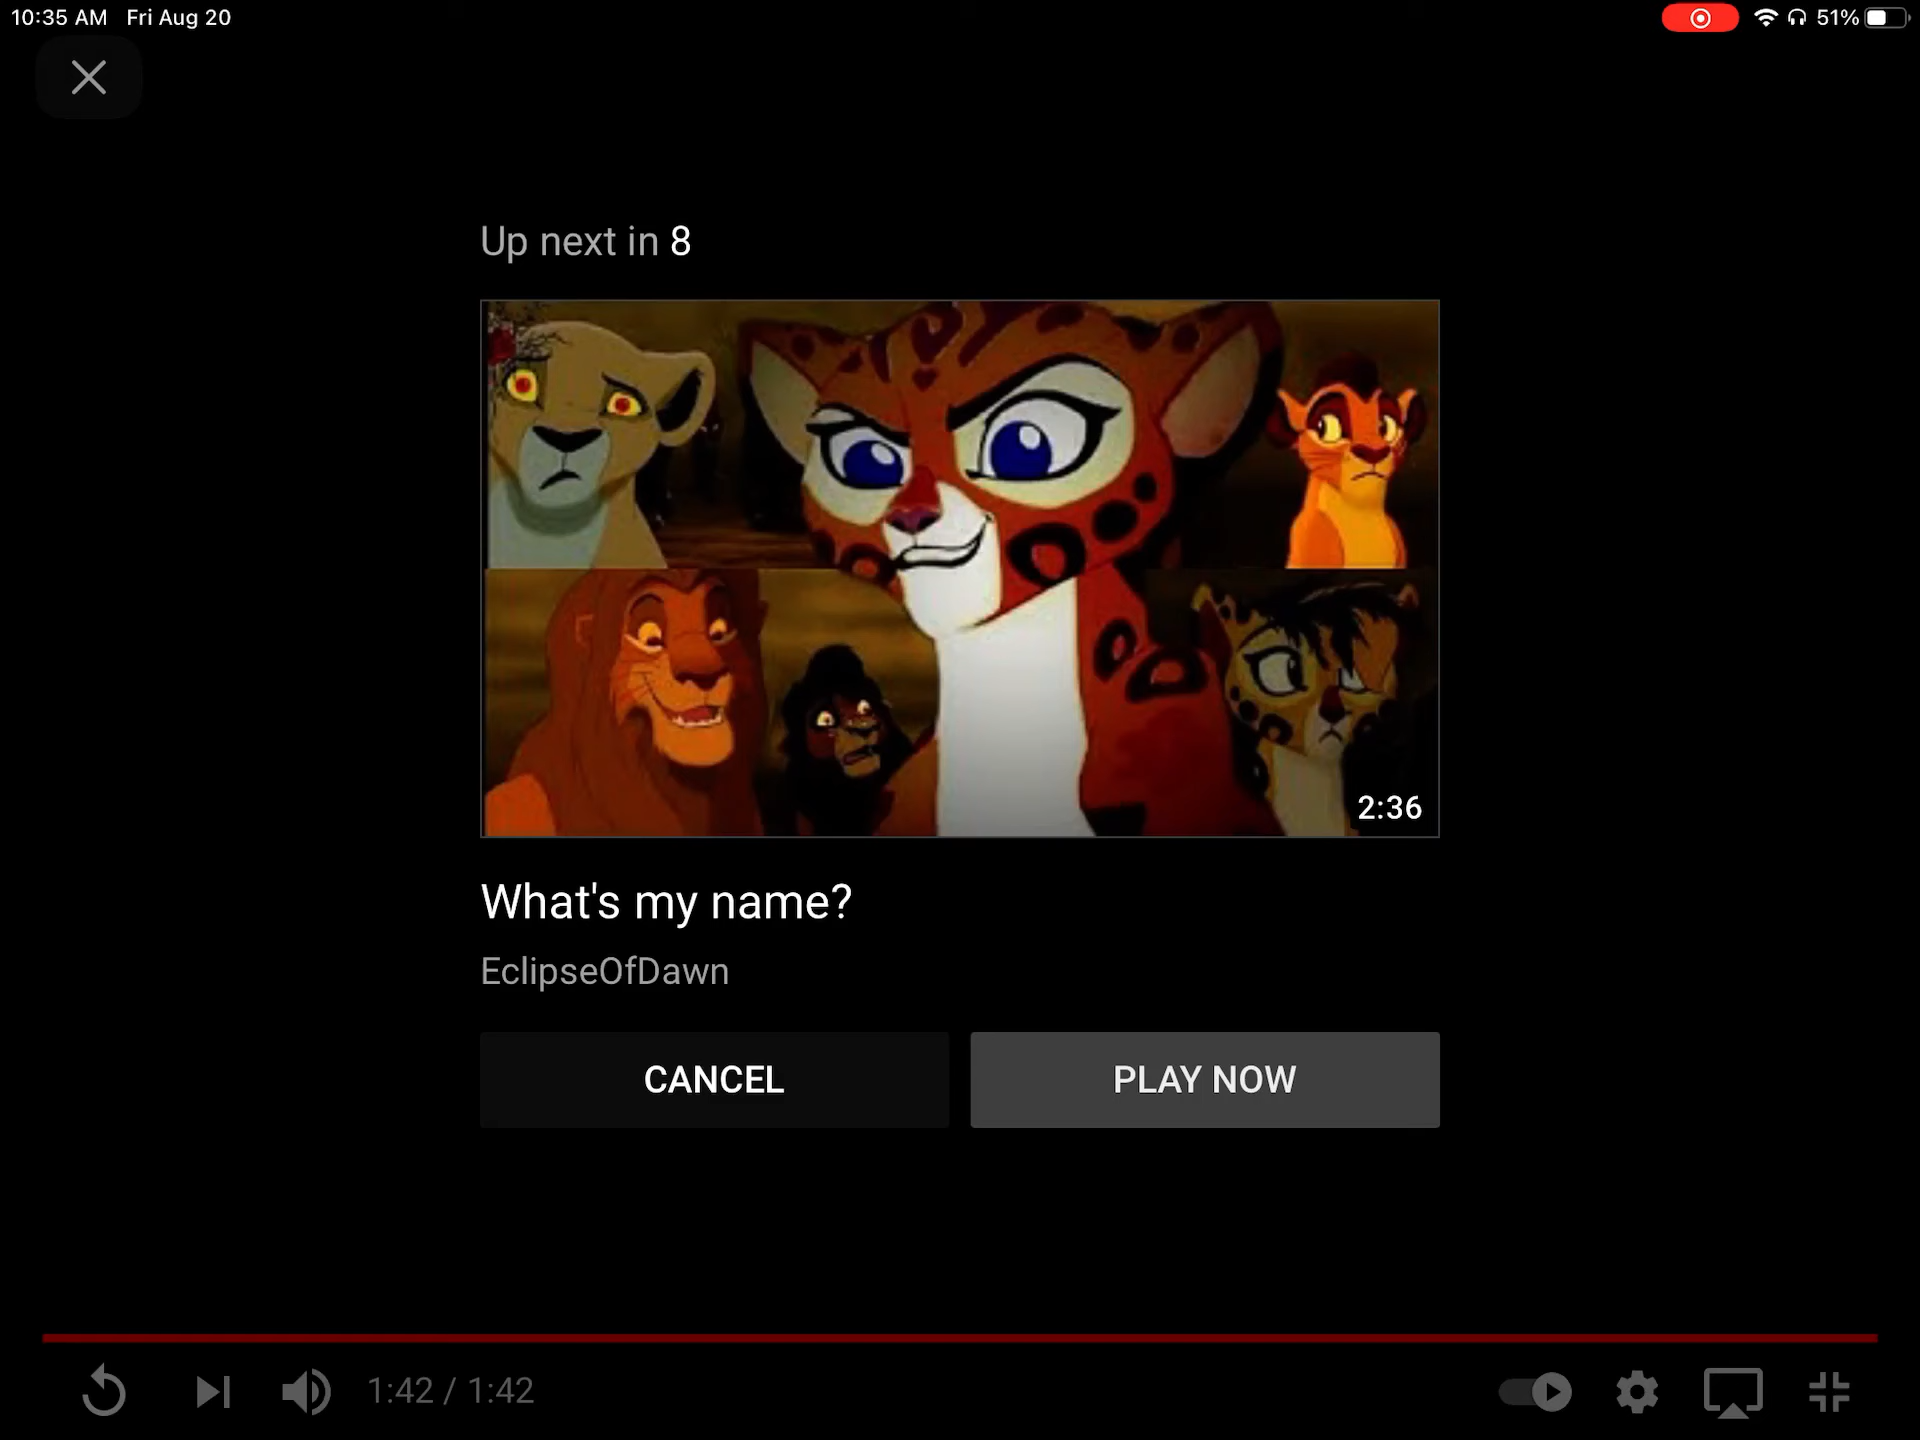 10:35 AM Fri Aug 20
51%
Up next in 8
2:36
What's my name?
EclipseOfDawn
CANCEL
PLAY NOW
1:42 / 1:42